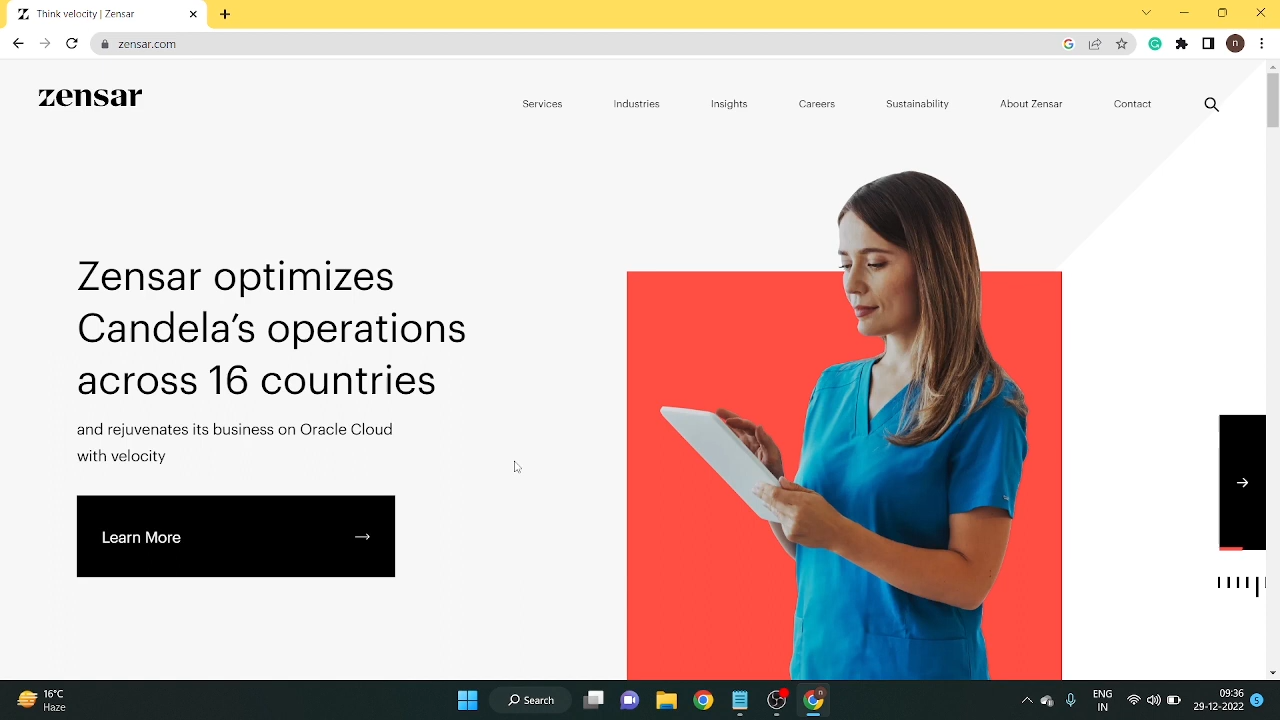 Think velocity | Zensar
zensar.com
n
zensar
Services
Industries
Insights
Careers
Sustainability
About Zensar
Contact
Zensar optimizes
Candela's operations
across 16 countries
and rejuvenates its business on Oracle Cloud
with velocity
Learn More
16°C
Haze
Search
n
ENG
IN
09:36
29-12-2022
5